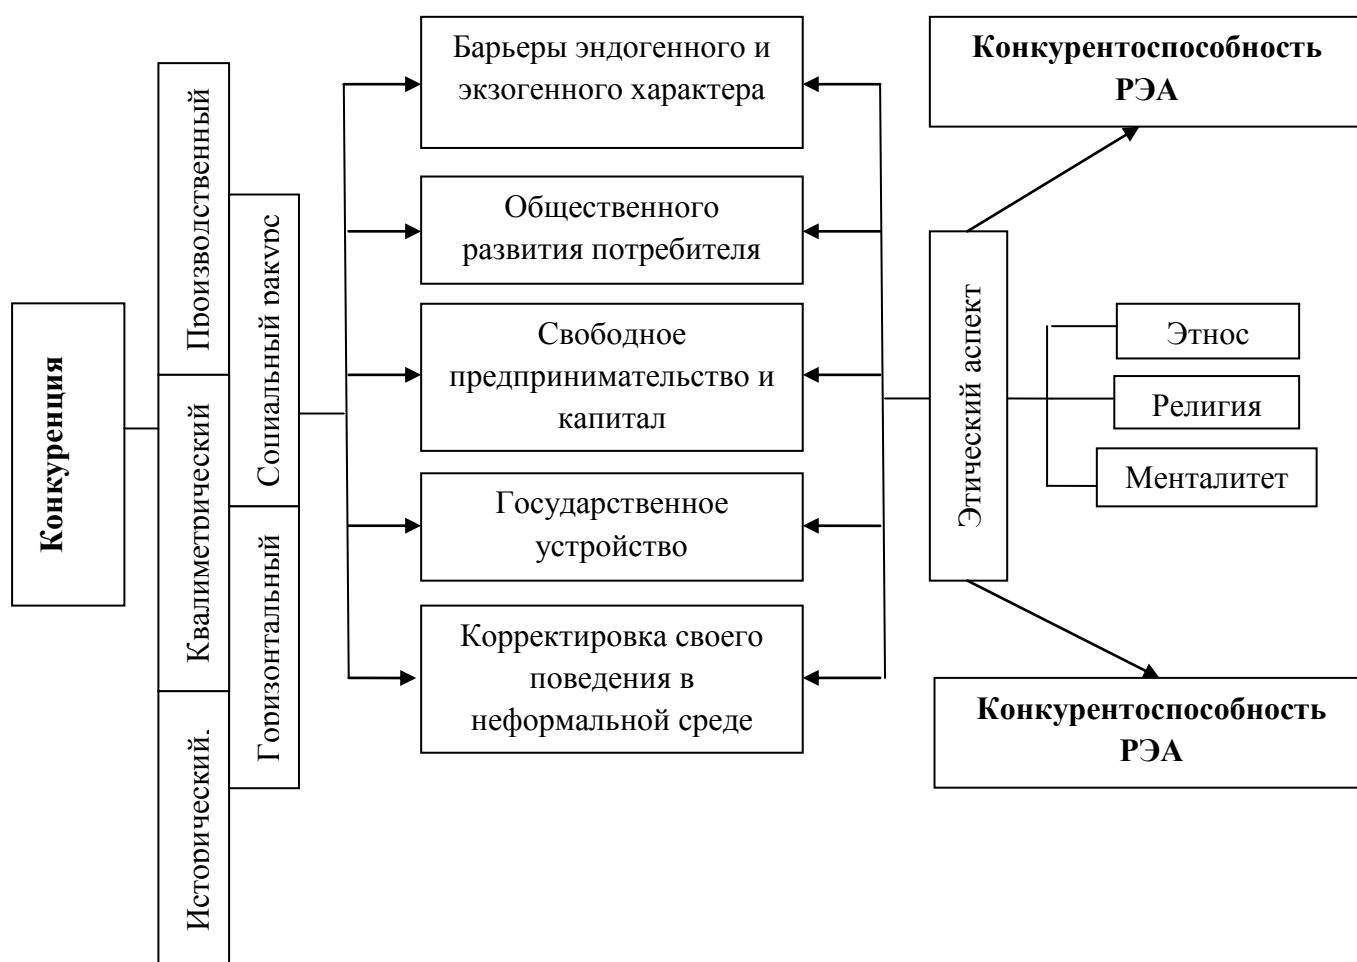 Конкуренция
Производственный
Квалиметрический
Исторический.
Социальный ракурс
Горизонтальный
Барьеры эндогенного и
экзогенного характера
Общественного
развития потребителя
Свободное
предпринимательство и
капитал
Государственное
устройство
Корректировка своего
поведения в
неформальной среде
Этический аспект
Конкурентоспособность
РЭА
Этнос
Религия
Менталитет
Конкурентоспособность
РЭА